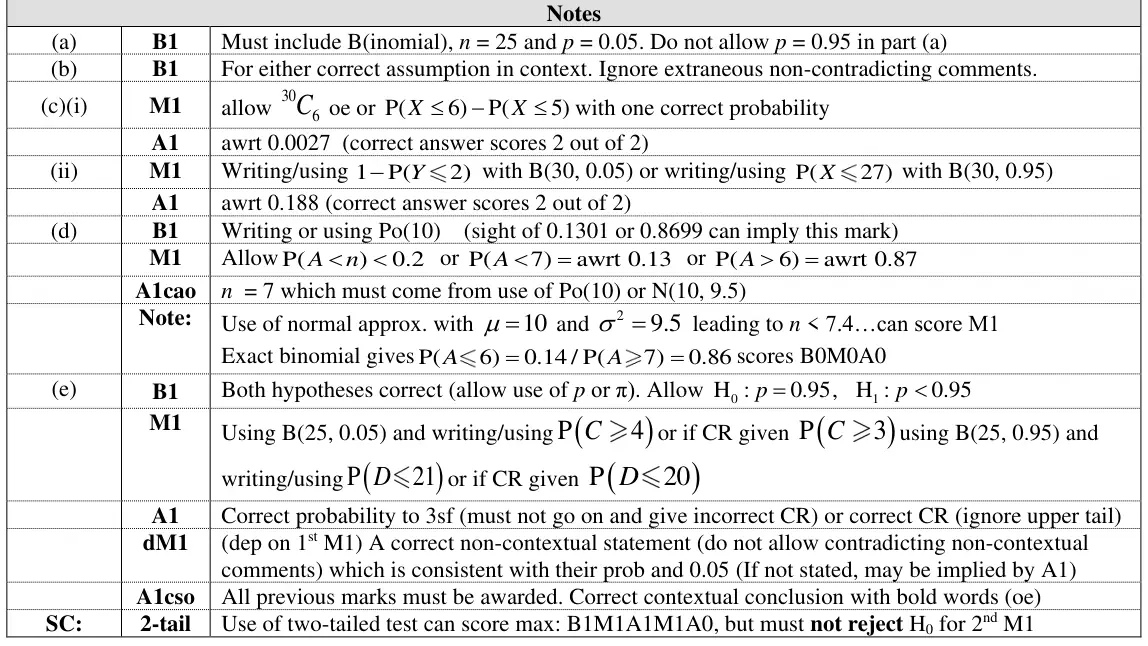 Notes
(a) B1 Must include B(inomial), n = 25 and p = 0.05. Do not allow p = 0.95 in part (a)
(b) B1 For either correct assumption in context. Ignore extraneous non-contradicting comments.
(c)(i) M1 allow ³⁰C₆ oe or P(X ≤ 6) – P(X ≤ 5) with one correct probability
A1 awrt 0.0027 (correct answer scores 2 out of 2)
(ii) M1 Writing/using 1–P(Y⩽2) with B(30, 0.05) or writing/using P(X⩽27) with B(30, 0.95)
A1 awrt 0.188 (correct answer scores 2 out of 2)
(d) B1 Writing or using Po(10) (sight of 0.1301 or 0.8699 can imply this mark)
M1 Allow P(A < n) < 0.2 or P(A < 7) = awrt 0.13 or P(A > 6) = awrt 0.87
A1cao n = 7 which must come from use of Po(10) or N(10, 9.5)
Note: Use of normal approx. with μ = 10 and σ² = 9.5 leading to n < 7.4…can score M1
Exact binomial gives P(A⩽6) = 0.14 / P(A⩾7) = 0.86 scores B0M0A0
(e) B1 Both hypotheses correct (allow use of p or π). Allow H₀ : p = 0.95, H₁ : p < 0.95
M1 Using B(25, 0.05) and writing/using P(C ⩾4) or if CR given P(C ⩾3) using B(25, 0.95) and
writing/using P(D⩽21) or if CR given P(D⩽20)
A1 Correct probability to 3sf (must not go on and give incorrect CR) or correct CR (ignore upper tail)
dM1 (dep on 1st M1) A correct non-contextual statement (do not allow contradicting non-contextual
comments) which is consistent with their prob and 0.05 (If not stated, may be implied by A1)
A1cso All previous marks must be awarded. Correct contextual conclusion with bold words (oe)
SC: 2-tail Use of two-tailed test can score max: B1M1A1M1A0, but must not reject H₀ for 2nd M1